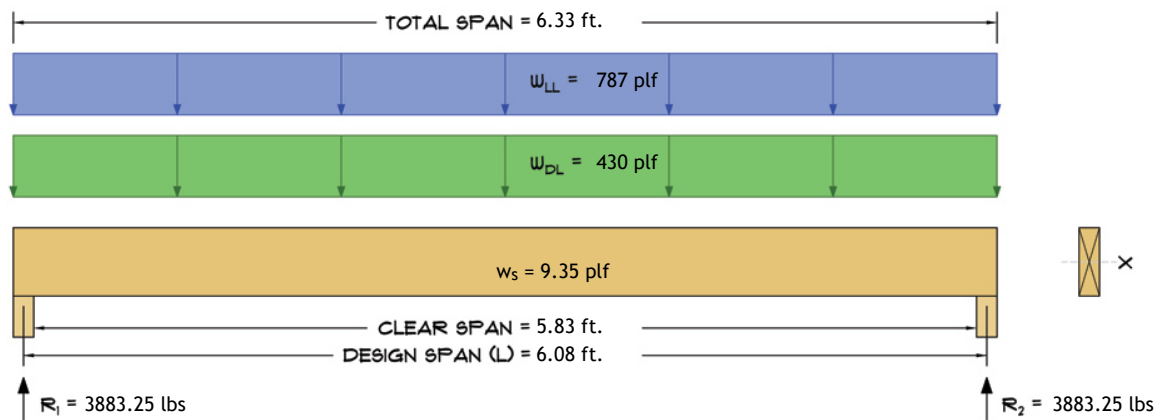 TOTAL SPAN = 6.33 ft.
wLL = 787 plf
wDL = 430 plf
ws = 9.35 plf
X
CLEAR SPAN = 5.83 ft.
DESIGN SPAN (L) = 6.08 ft.
R1 = 3883.25 lbs
R2 = 3883.25 lbs